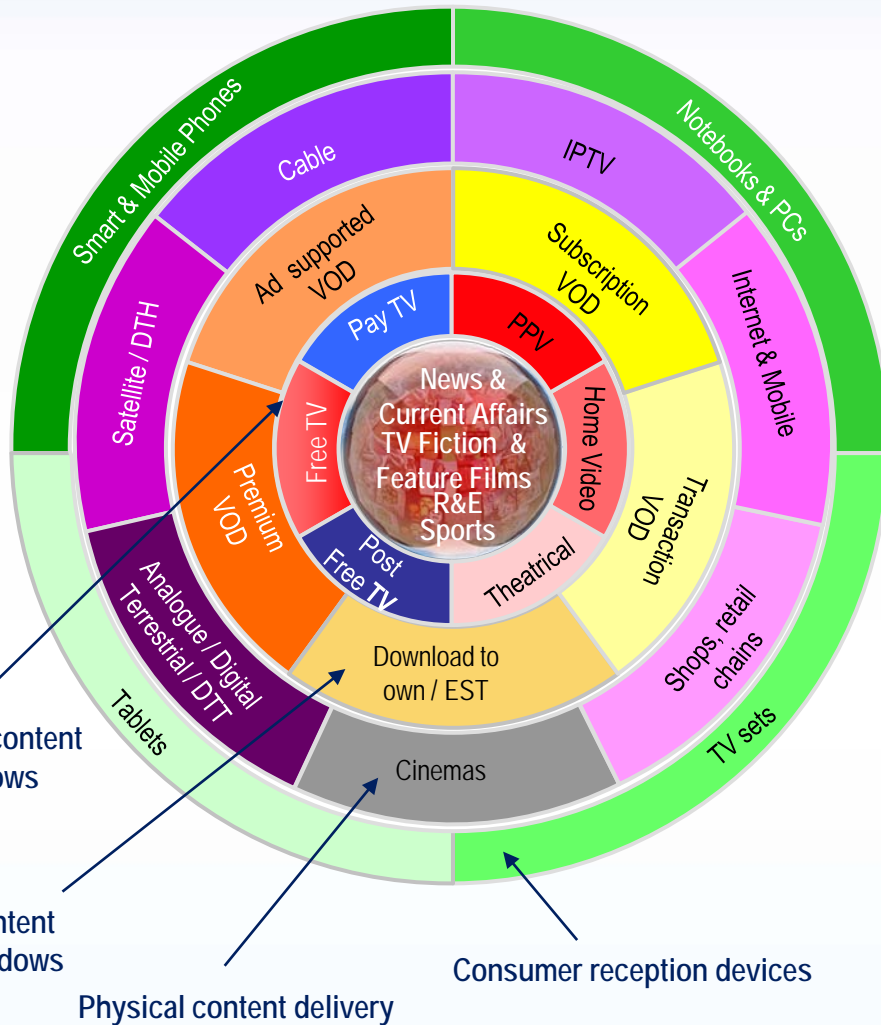 Smart & Mobile Phones
Notebooks & PCs
Cable
IPTV
Ad supported
VOD
Subscription
VOD
Satellite / DTH
Internet & Mobile
Pay TV
PPV
Free TV
Home Video
News &
Current Affairs
TV Fiction &
Feature Films
R&E
Sports
Premium
VOD
Transaction
VOD
Post
Free TV
Theatrical
Analogue / Digital
Terrestrial / DTT
Download to
own / EST
Shops, retail
chains
Tablets
TV sets
Cinemas
content
Consumer reception devices
Physical content delivery